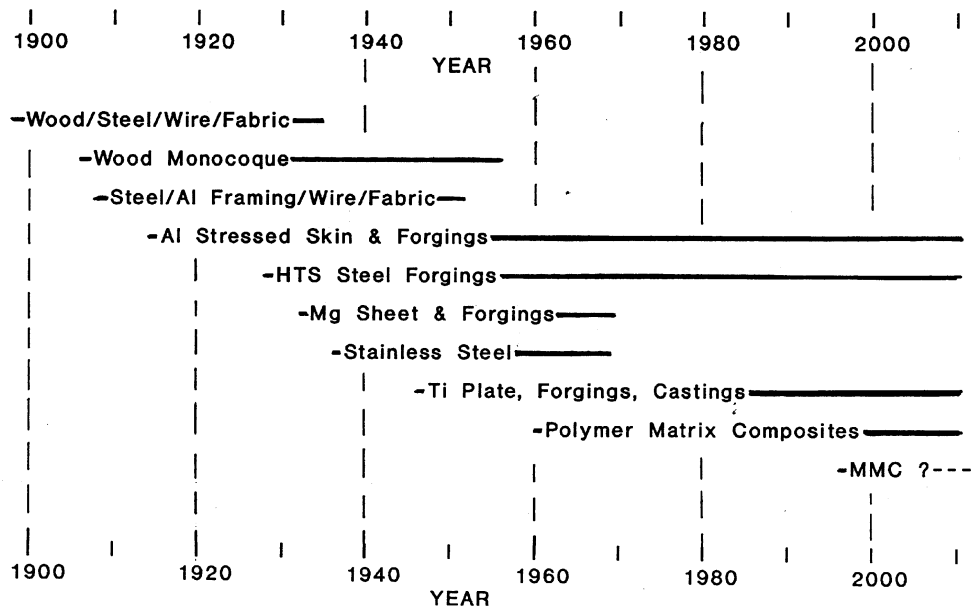 1900 1920 1940 1960 1980 2000
YEAR
Wood/Steel/Wire/Fabric
Wood Monocoque
Steel/Al Framing/Wire/Fabric
Al Stressed Skin & Forgings
HTS Steel Forgings
Mg Sheet & Forgings
Stainless Steel
Ti Plate, Forgings, Castings
Polymer Matrix Composites
MMC ?
1900 1920 1940 1960 1980 2000
YEAR